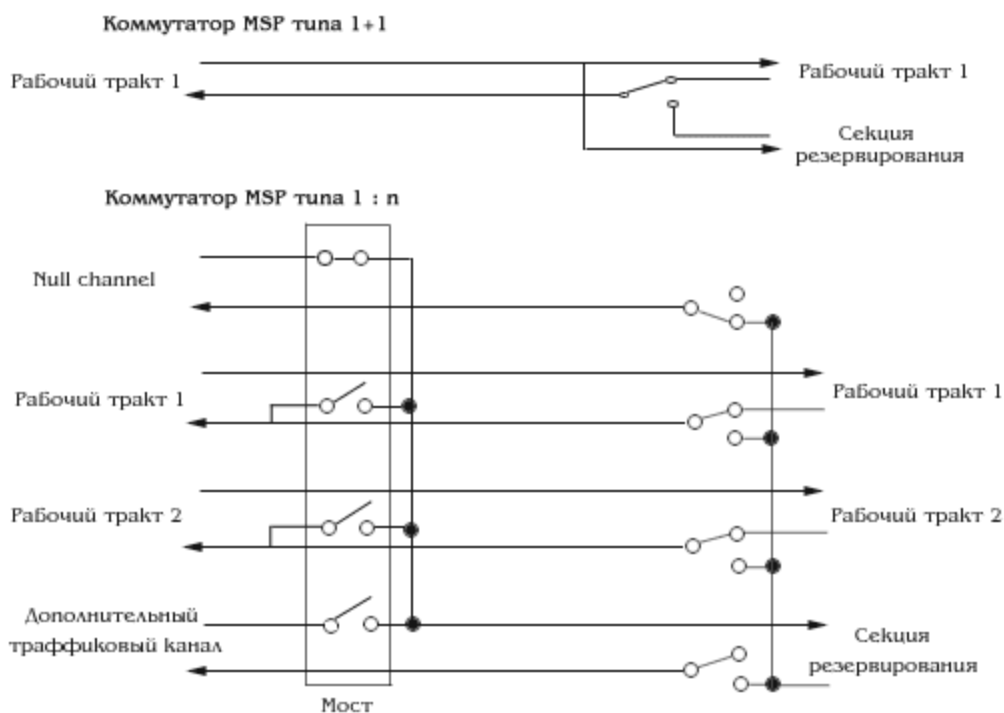 Коммутатор MSP типа 1+1
Рабочий тракт 1
Рабочий тракт 1
Секция
резервирования
Коммутатор MSP типа 1 : n
Null channel
Рабочий тракт 1
Рабочий тракт 1
Рабочий тракт 2
Рабочий тракт 2
Дополнительный
траффиковый канал
Секция
резервирования
Мост